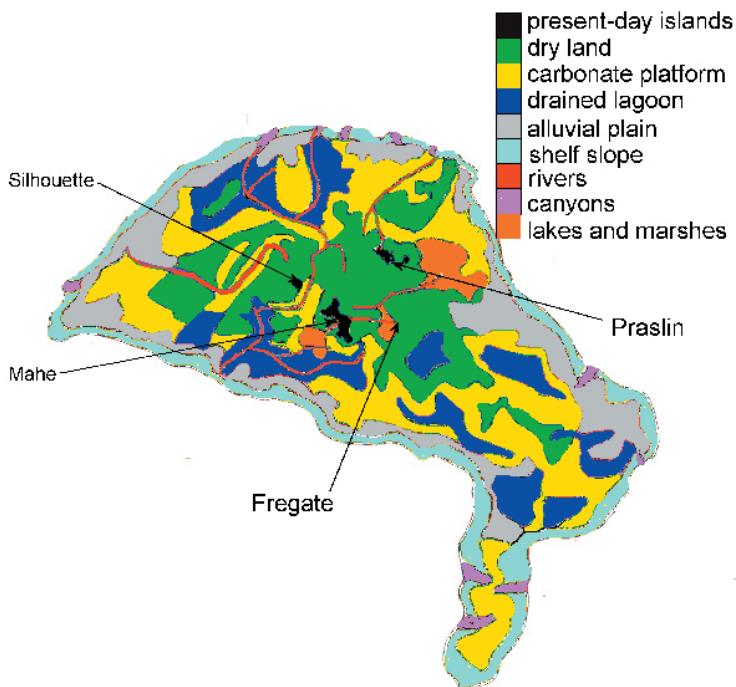 present-day islands
dry land
carbonate platform
drained lagoon
alluvial plain
shelf slope
rivers
canyons
lakes and marshes
Silhouette
Praslin
Mahe
Fregate